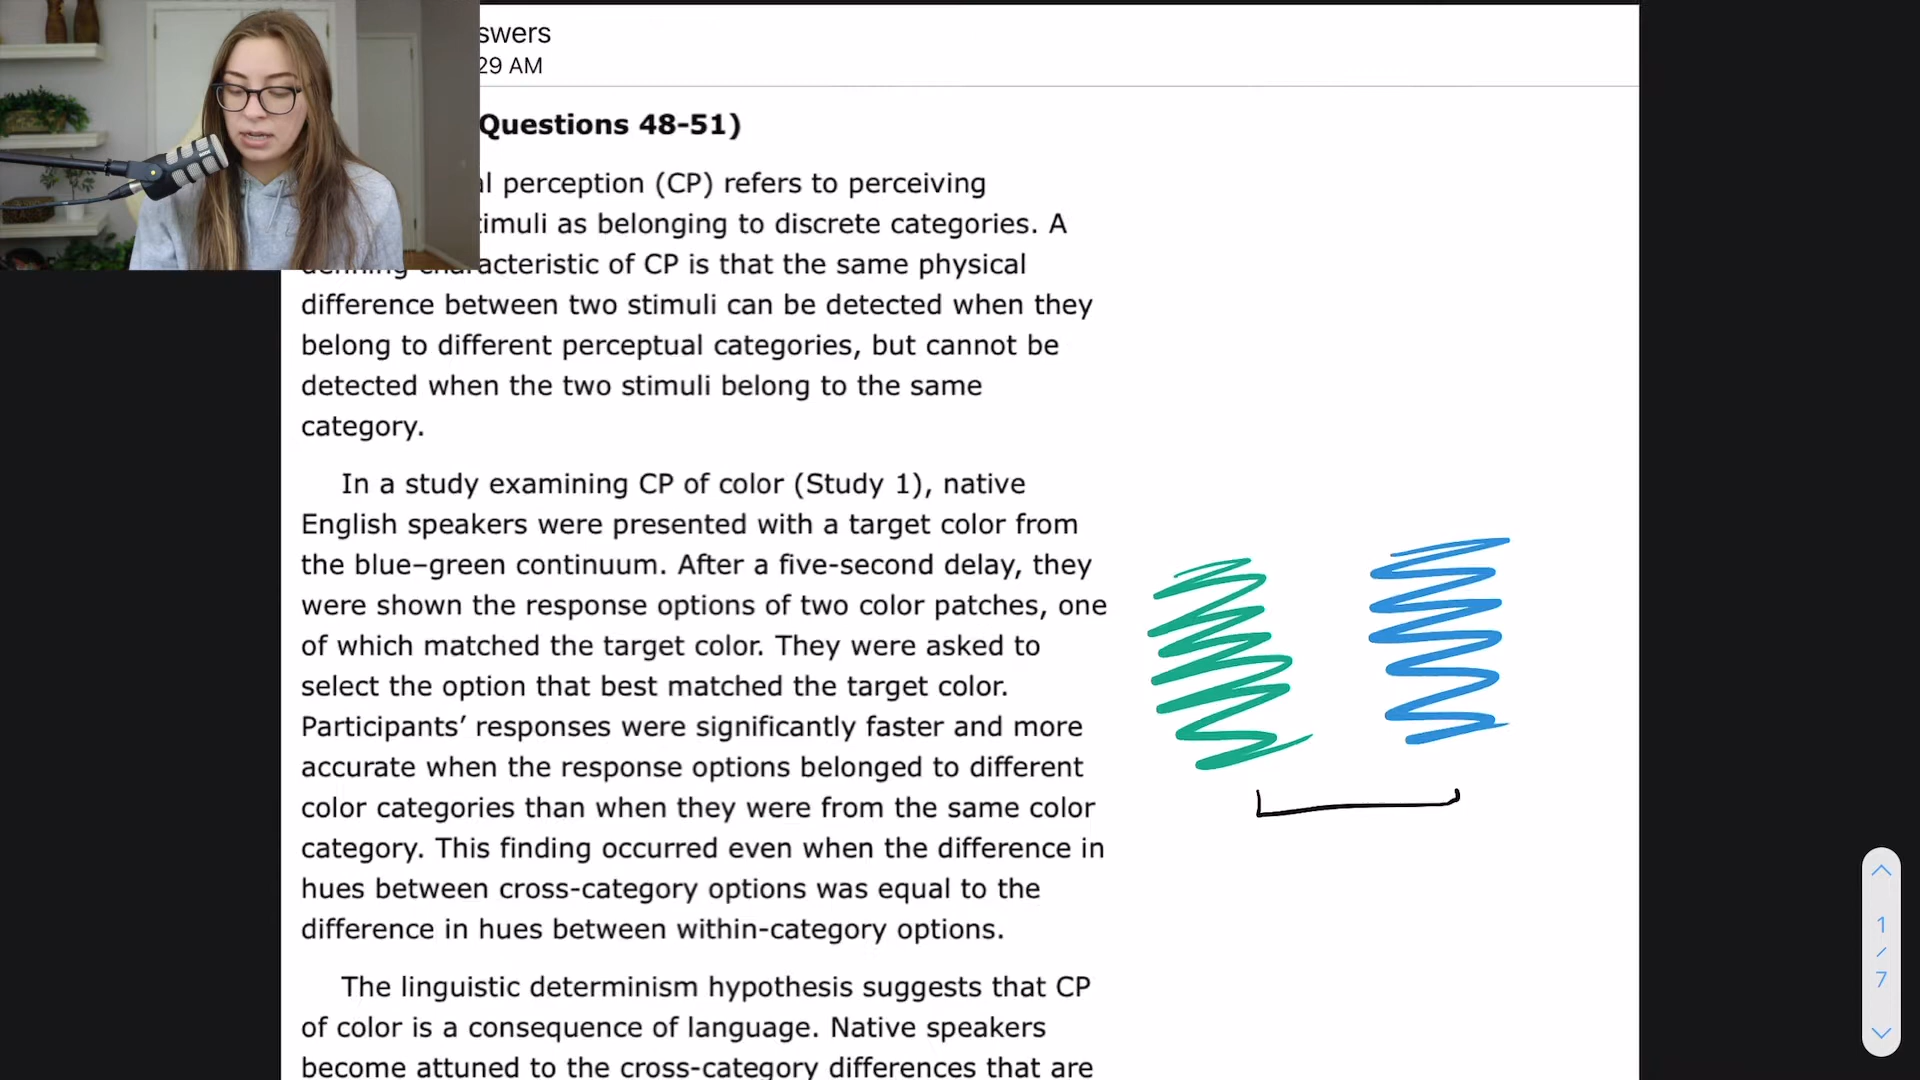 swers
29 AM
Questions 48-51)
l perception (CP) refers to perceiving
timuli as belonging to discrete categories. A
defining characteristic of CP is that the same physical
difference between two stimuli can be detected when they
belong to different perceptual categories, but cannot be
detected when the two stimuli belong to the same
category.
In a study examining CP of color (Study 1), native
English speakers were presented with a target color from
the blue–green continuum. After a five-second delay, they
were shown the response options of two color patches, one
of which matched the target color. They were asked to
select the option that best matched the target color.
Participants’ responses were significantly faster and more
accurate when the response options belonged to different
color categories than when they were from the same color
category. This finding occurred even when the difference in
hues between cross-category options was equal to the
difference in hues between within-category options.
The linguistic determinism hypothesis suggests that CP
of color is a consequence of language. Native speakers
become attuned to the cross-category differences that are
1
/
7